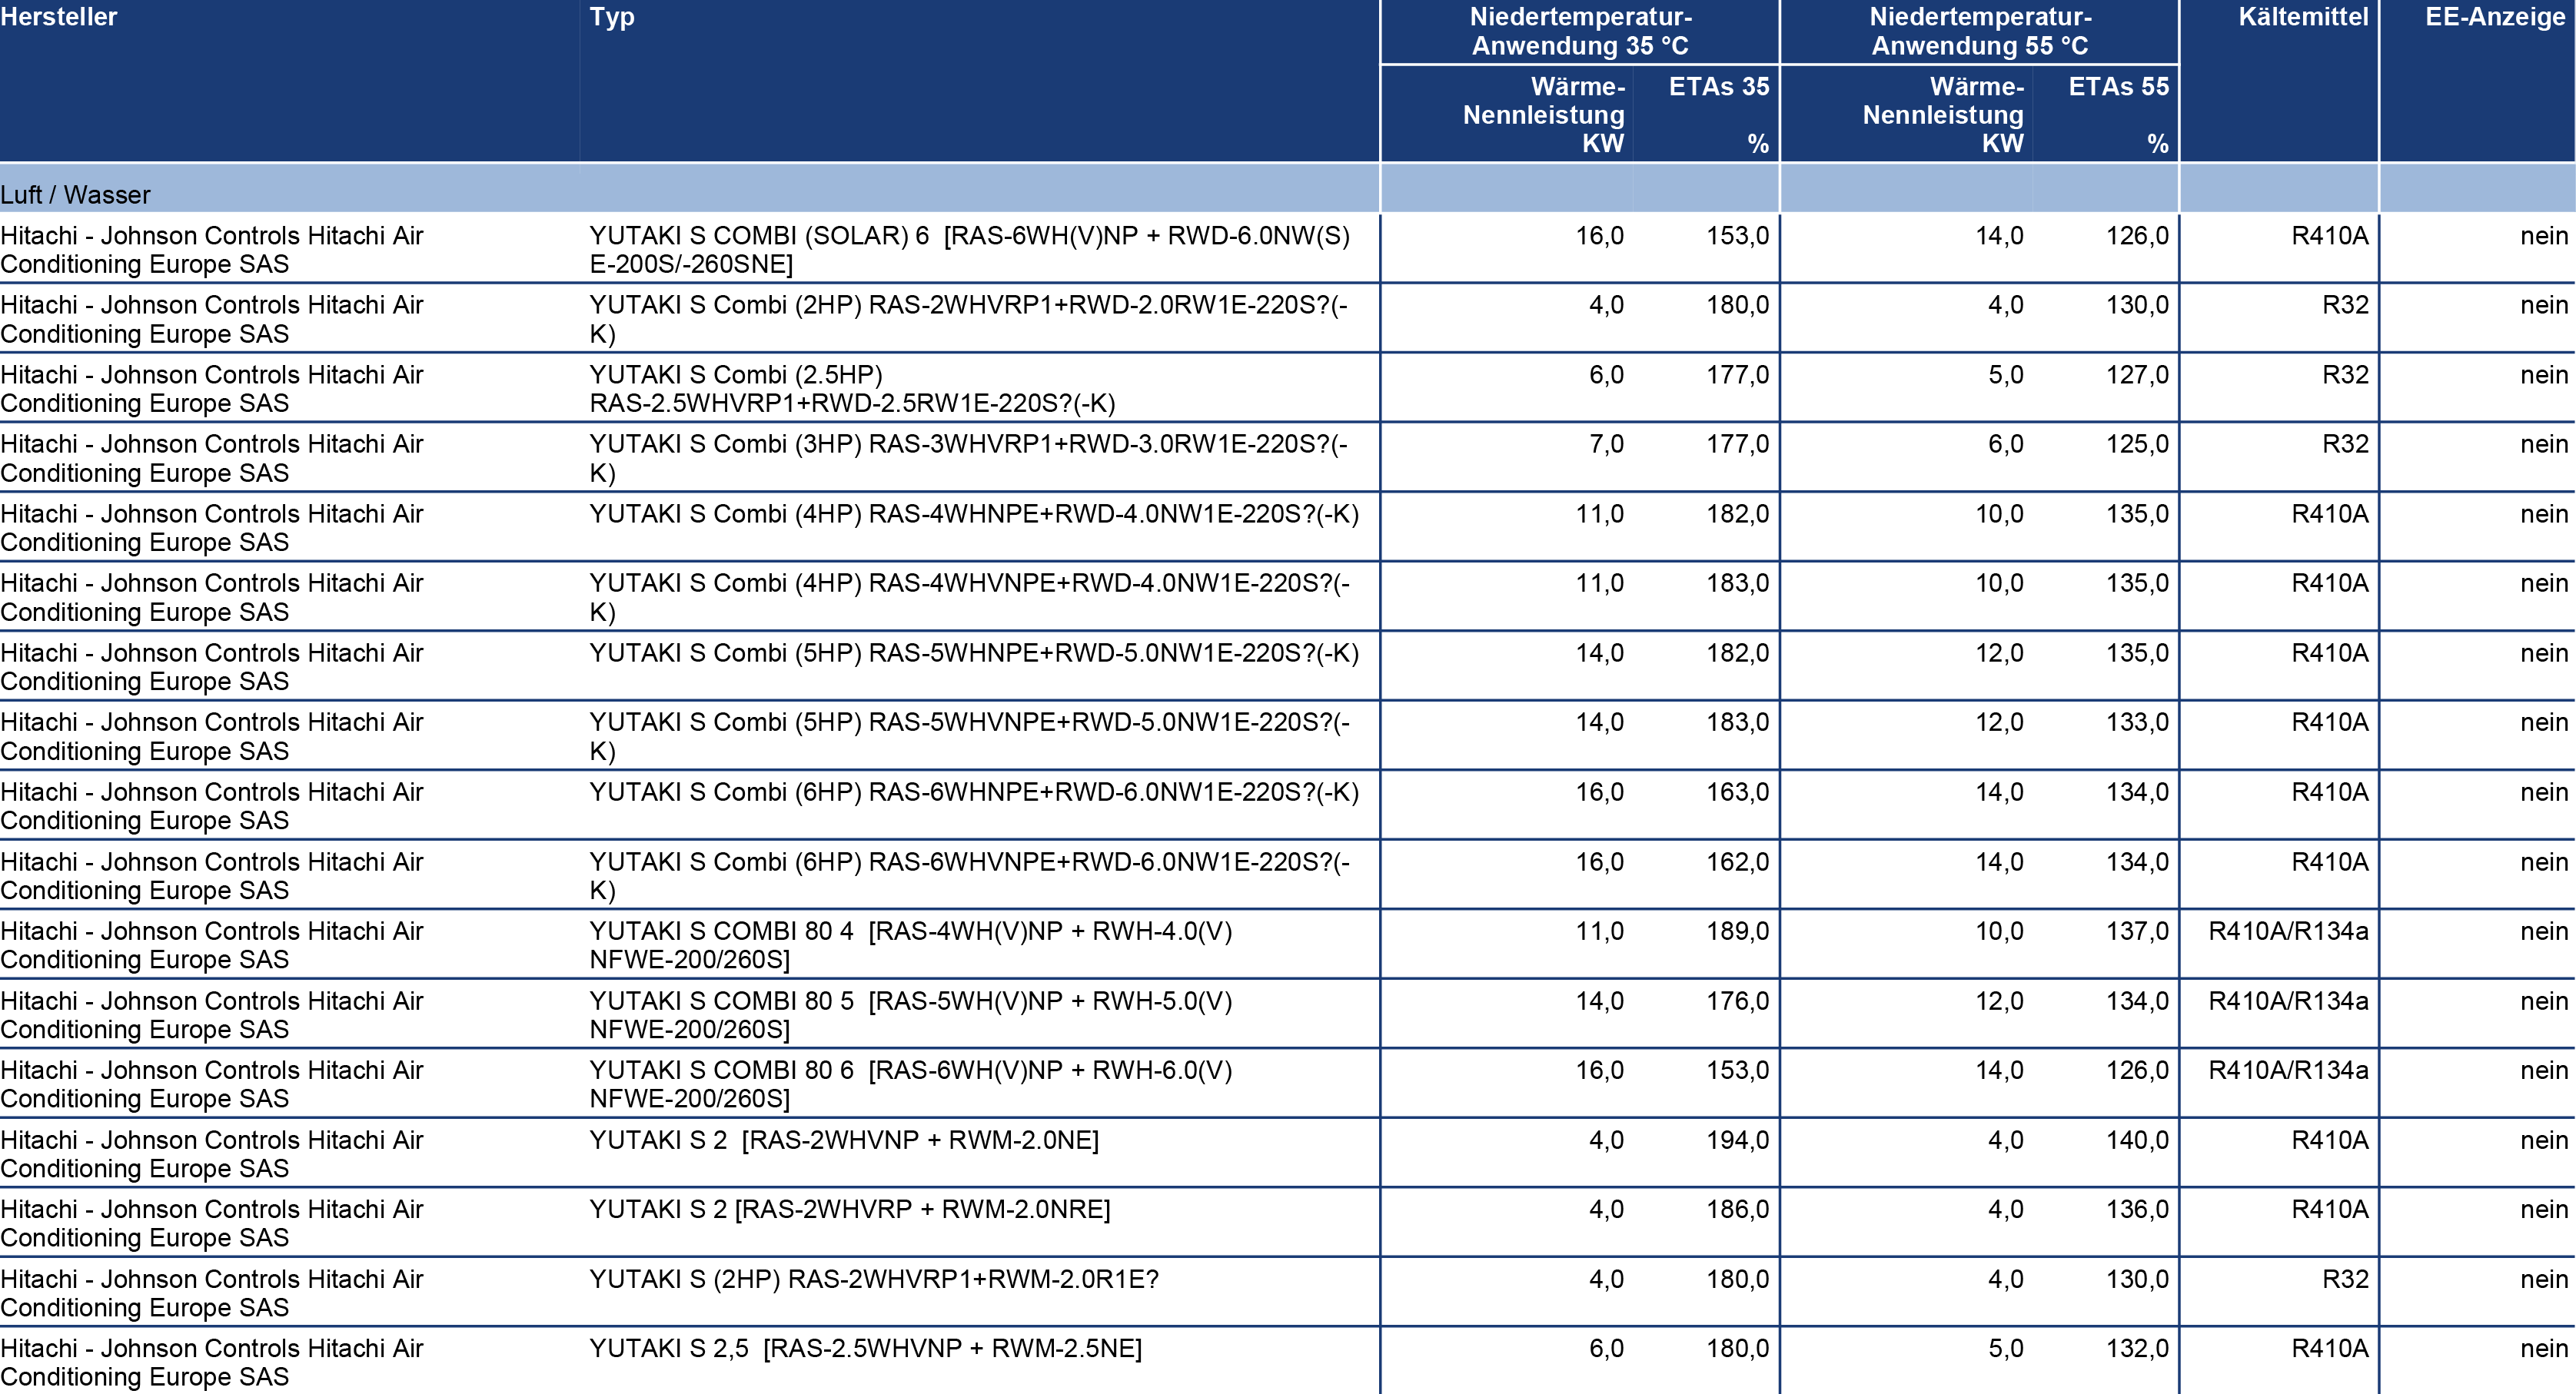 Hersteller Typ Niedertemperatur- Niedertemperatur- Kältemittel EE-Anzeige
Anwendung 35 °C Anwendung 55 °C
Wärme- ETAs 35 Wärme- ETAs 55
Nennleistung Nennleistung
KW % KW %
Luft / Wasser
Hitachi - Johnson Controls Hitachi Air YUTAKI S COMBI (SOLAR) 6 [RAS-6WH(V)NP + RWD-6.0NW(S) 16,0 153,0 14,0 126,0 R410A nein
Conditioning Europe SAS E-200S/-260SNE]
Hitachi - Johnson Controls Hitachi Air YUTAKI S Combi (2HP) RAS-2WHVRP1+RWD-2.0RW1E-220S?(- 4,0 180,0 4,0 130,0 R32 nein
Conditioning Europe SAS K)
Hitachi - Johnson Controls Hitachi Air YUTAKI S Combi (2.5HP) 6,0 177,0 5,0 127,0 R32 nein
Conditioning Europe SAS RAS-2.5WHVRP1+RWD-2.5RW1E-220S?(-K)
Hitachi - Johnson Controls Hitachi Air YUTAKI S Combi (3HP) RAS-3WHVRP1+RWD-3.0RW1E-220S?(- 7,0 177,0 6,0 125,0 R32 nein
Conditioning Europe SAS K)
Hitachi - Johnson Controls Hitachi Air YUTAKI S Combi (4HP) RAS-4WHNPE+RWD-4.0NW1E-220S?(-K) 11,0 182,0 10,0 135,0 R410A nein
Conditioning Europe SAS
Hitachi - Johnson Controls Hitachi Air YUTAKI S Combi (4HP) RAS-4WHVNPE+RWD-4.0NW1E-220S?(- 11,0 183,0 10,0 135,0 R410A nein
Conditioning Europe SAS K)
Hitachi - Johnson Controls Hitachi Air YUTAKI S Combi (5HP) RAS-5WHNPE+RWD-5.0NW1E-220S?(-K) 14,0 182,0 12,0 135,0 R410A nein
Conditioning Europe SAS
Hitachi - Johnson Controls Hitachi Air YUTAKI S Combi (5HP) RAS-5WHVNPE+RWD-5.0NW1E-220S?(- 14,0 183,0 12,0 133,0 R410A nein
Conditioning Europe SAS K)
Hitachi - Johnson Controls Hitachi Air YUTAKI S Combi (6HP) RAS-6WHNPE+RWD-6.0NW1E-220S?(-K) 16,0 163,0 14,0 134,0 R410A nein
Conditioning Europe SAS
Hitachi - Johnson Controls Hitachi Air YUTAKI S Combi (6HP) RAS-6WHVNPE+RWD-6.0NW1E-220S?(- 16,0 162,0 14,0 134,0 R410A nein
Conditioning Europe SAS K)
Hitachi - Johnson Controls Hitachi Air YUTAKI S COMBI 80 4 [RAS-4WH(V)NP + RWH-4.0(V) 11,0 189,0 10,0 137,0 R410A/R134a nein
Conditioning Europe SAS NFWE-200/260S]
Hitachi - Johnson Controls Hitachi Air YUTAKI S COMBI 80 5 [RAS-5WH(V)NP + RWH-5.0(V) 14,0 176,0 12,0 134,0 R410A/R134a nein
Conditioning Europe SAS NFWE-200/260S]
Hitachi - Johnson Controls Hitachi Air YUTAKI S COMBI 80 6 [RAS-6WH(V)NP + RWH-6.0(V) 16,0 153,0 14,0 126,0 R410A/R134a nein
Conditioning Europe SAS NFWE-200/260S]
Hitachi - Johnson Controls Hitachi Air YUTAKI S 2 [RAS-2WHVNP + RWM-2.0NE] 4,0 194,0 4,0 140,0 R410A nein
Conditioning Europe SAS
Hitachi - Johnson Controls Hitachi Air YUTAKI S 2 [RAS-2WHVRP + RWM-2.0NRE] 4,0 186,0 4,0 136,0 R410A nein
Conditioning Europe SAS
Hitachi - Johnson Controls Hitachi Air YUTAKI S (2HP) RAS-2WHVRP1+RWM-2.0R1E? 4,0 180,0 4,0 130,0 R32 nein
Conditioning Europe SAS
Hitachi - Johnson Controls Hitachi Air YUTAKI S 2,5 [RAS-2.5WHVNP + RWM-2.5NE] 6,0 180,0 5,0 132,0 R410A nein
Conditioning Europe SAS